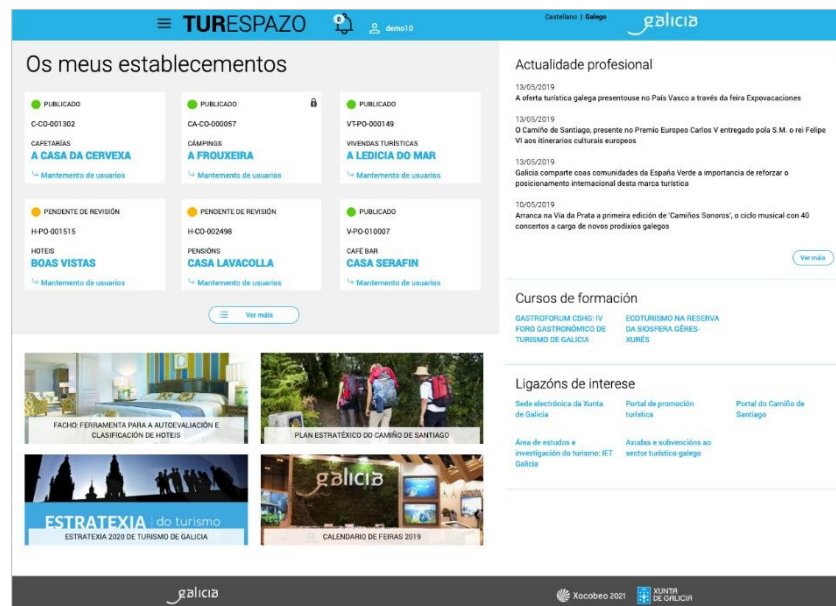 TURESPAZO
0
demo10
Castellano | Galego
galicia
Os meus establecementos
PUBLICADO
C-CO-001302
CAFETARÍAS
A CASA DA CERVEXA
Mantemento de usuarios
PUBLICADO
CA-CO-000057
CÁMPINGS
A FROUXEIRA
Mantemento de usuarios
PUBLICADO
VT-PO-000149
VIVENDAS TURÍSTICAS
A LEDICIA DO MAR
Mantemento de usuarios
PENDENTE DE REVISIÓN
H-PO-001515
HOTEIS
BOAS VISTAS
Mantemento de usuarios
PENDENTE DE REVISIÓN
H-CO-002498
PENSIÓNS
CASA LAVACOLLA
Mantemento de usuarios
PUBLICADO
V-PO-010007
CAFÉ BAR
CASA SERAFIN
Mantemento de usuarios
Ver máis
FACHO: FERRAMENTA PARA A AUTOEVALIACIÓN E
CLASIFICACIÓN DE HOTEIS
PLAN ESTRATÉXICO DO CAMIÑO DE SANTIAGO
ESTRATEXIA do turismo
ESTRATEXIA 2020 DE TURISMO DE GALICIA
galicia
CALENDARIO DE FEIRAS 2019
Actualidade profesional
13/05/2019
A oferta turística galega presentouse no País Vasco a través da feira Expovacaciones
13/05/2019
O Camiño de Santiago, presente no Premio Europeo Carlos V entregado pola S.M. o rei Felipe
VI aos itinerarios culturais europeos
13/05/2019
Galicia comparte coas comunidades da España Verde a importancia de reforzar o
posicionamento internacional desta marca turística
10/05/2019
Arranca na Vía da Prata a primeira edición de 'Camiños Sonoros', o ciclo musical con 40
concertos a cargo de novos prodixios galegos
Ver máis
Cursos de formación
GASTROFORUM CSHG: IV
FORO GASTRONÓMICO DE
TURISMO DE GALICIA
ECOTURISMO NA RESERVA
DA BIOSFERA GÊRES-
XURÉS
Ligazóns de interese
Sede electrónica da Xunta
de Galicia
Portal de promoción
turística
Portal do Camiño de
Santiago
Área de estudos e
investigación do turismo: IET
Galicia
Axudas e subvencións ao
sector turístico galego
galicia
Xacobeo 2021
XUNTA
DE GALICIA